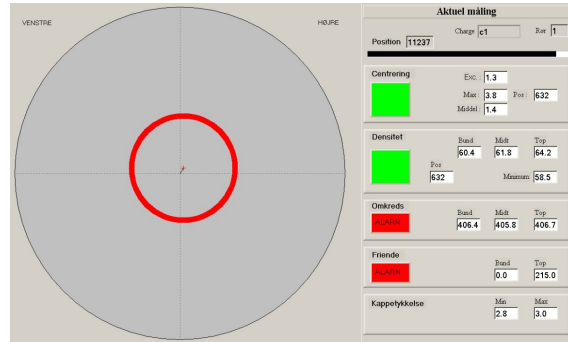 VENSTRE
HØJRE
Aktuel måling
Charge c1 Rør 1
Position 11237
Centrering
Exc. : 1.3
Max : 3.8 Pos : 632
Middel : 1.4
Densitet
Bund Midt Top
60.4 61.8 64.2
Pos
632 Minimum 58.5
Omkreds
ALARM
Bund Midt Top
406.4 405.8 406.7
Friende
ALARM
Bund Top
0.0 215.0
Kappetykkelse
Min Max
2.8 3.0